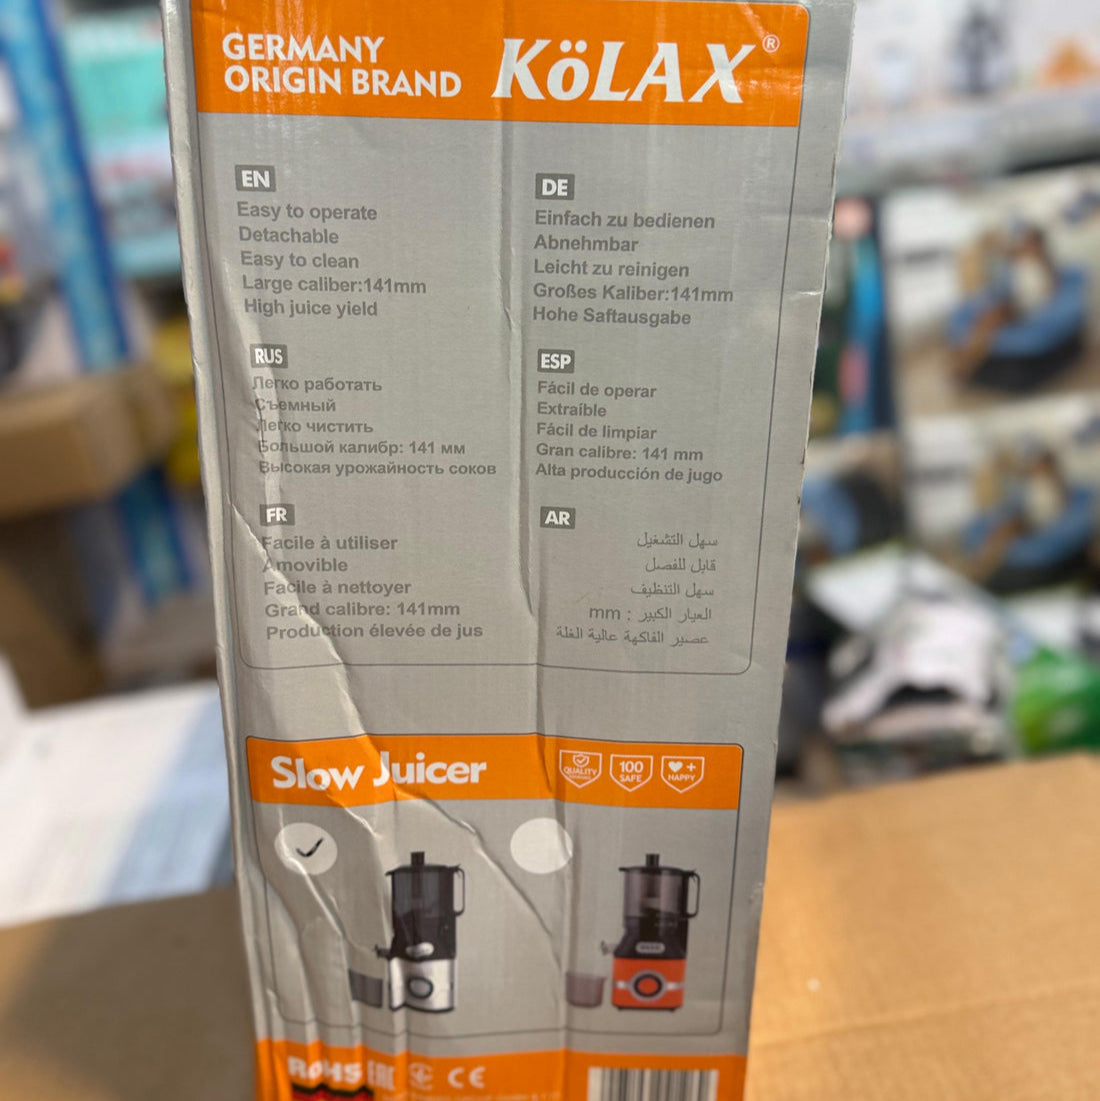 GERMANY
ORIGIN BRAND
KöLAX®
EN
Easy to operate
Detachable
Easy to clean
Large caliber:141mm
High juice yield
DE
Einfach zu bedienen
Abnehmbar
Leicht zu reinigen
Großes Kaliber:141mm
Hohe Saftausgabe
RUS
Легко работать
Съемный
Легко чистить
Большой калибр: 141 мм
Высокая урожайность соков
ESP
Fácil de operar
Extraíble
Fácil de limpiar
Gran calibre: 141 mm
Alta producción de jugo
FR
Facile à utiliser
Amovible
Facile à nettoyer
Grand calibre: 141mm
Production élevée de jus
AR
سهل التشغيل
قابل للفصل
سهل التنظيف
العيار الكبير : mm
عصير الفاكهة عالية الغلة
Slow Juicer
QUALITY
100
SAFE
HAPPY
ROHS EAC CE